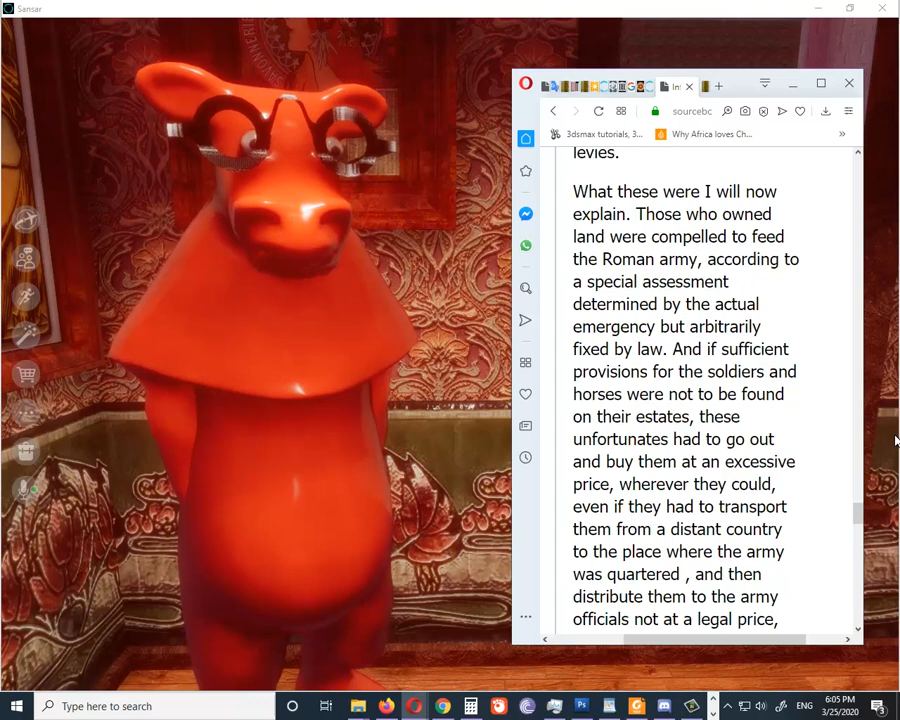 Sansar
sourcebc
3dsmax tutorials, 3...
Why Africa loves Ch...
levies.
What these were I will now
explain. Those who owned
land were compelled to feed
the Roman army, according to
a special assessment
determined by the actual
emergency but arbitrarily
fixed by law. And if sufficient
provisions for the soldiers and
horses were not to be found
on their estates, these
unfortunates had to go out
and buy them at an excessive
price, wherever they could,
even if they had to transport
them from a distant country
to the place where the army
was quartered , and then
distribute them to the army
officials not at a legal price,
Type here to search
ENG
6:05 PM
3/25/2020
3